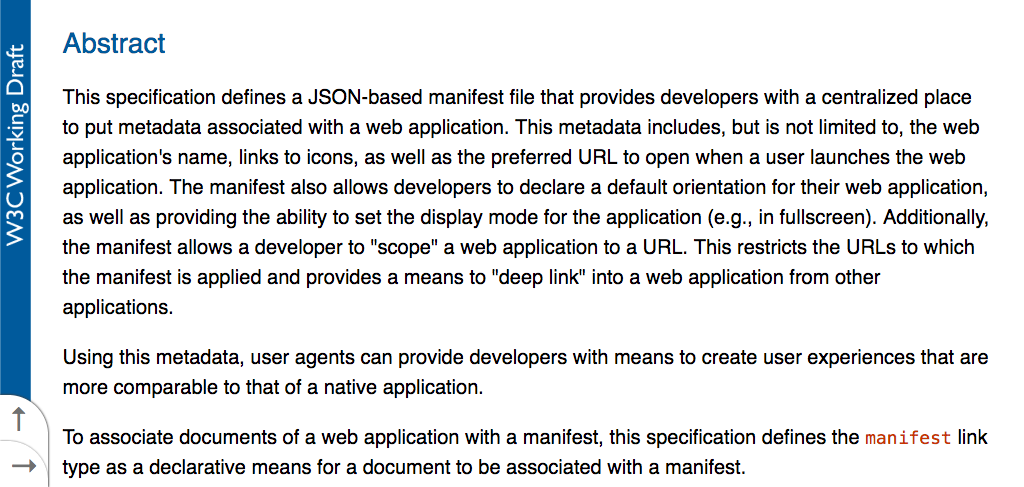 W3C Working Draft
Abstract
This specification defines a JSON-based manifest file that provides developers with a centralized place
to put metadata associated with a web application. This metadata includes, but is not limited to, the web
application's name, links to icons, as well as the preferred URL to open when a user launches the web
application. The manifest also allows developers to declare a default orientation for their web application,
as well as providing the ability to set the display mode for the application (e.g., in fullscreen). Additionally,
the manifest allows a developer to "scope" a web application to a URL. This restricts the URLs to which
the manifest is applied and provides a means to "deep link" into a web application from other
applications.
Using this metadata, user agents can provide developers with means to create user experiences that are
more comparable to that of a native application.
To associate documents of a web application with a manifest, this specification defines the manifest link
type as a declarative means for a document to be associated with a manifest.